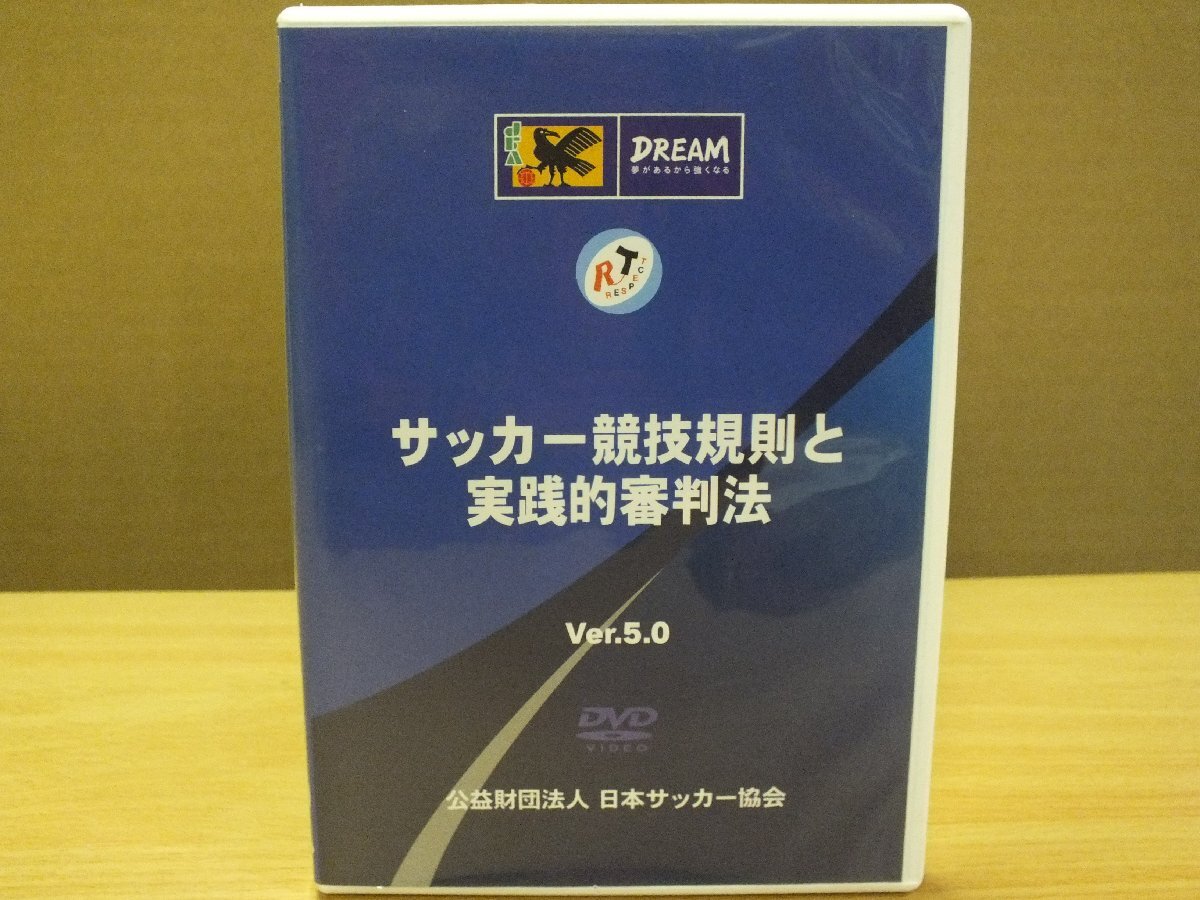 JFA
DREAM
夢があるから強くなる
RT
RESPECT
サッカー競技規則と
実践的審判法
Ver.5.0
DVD
VIDEO
公益財団法人 日本サッカー協会